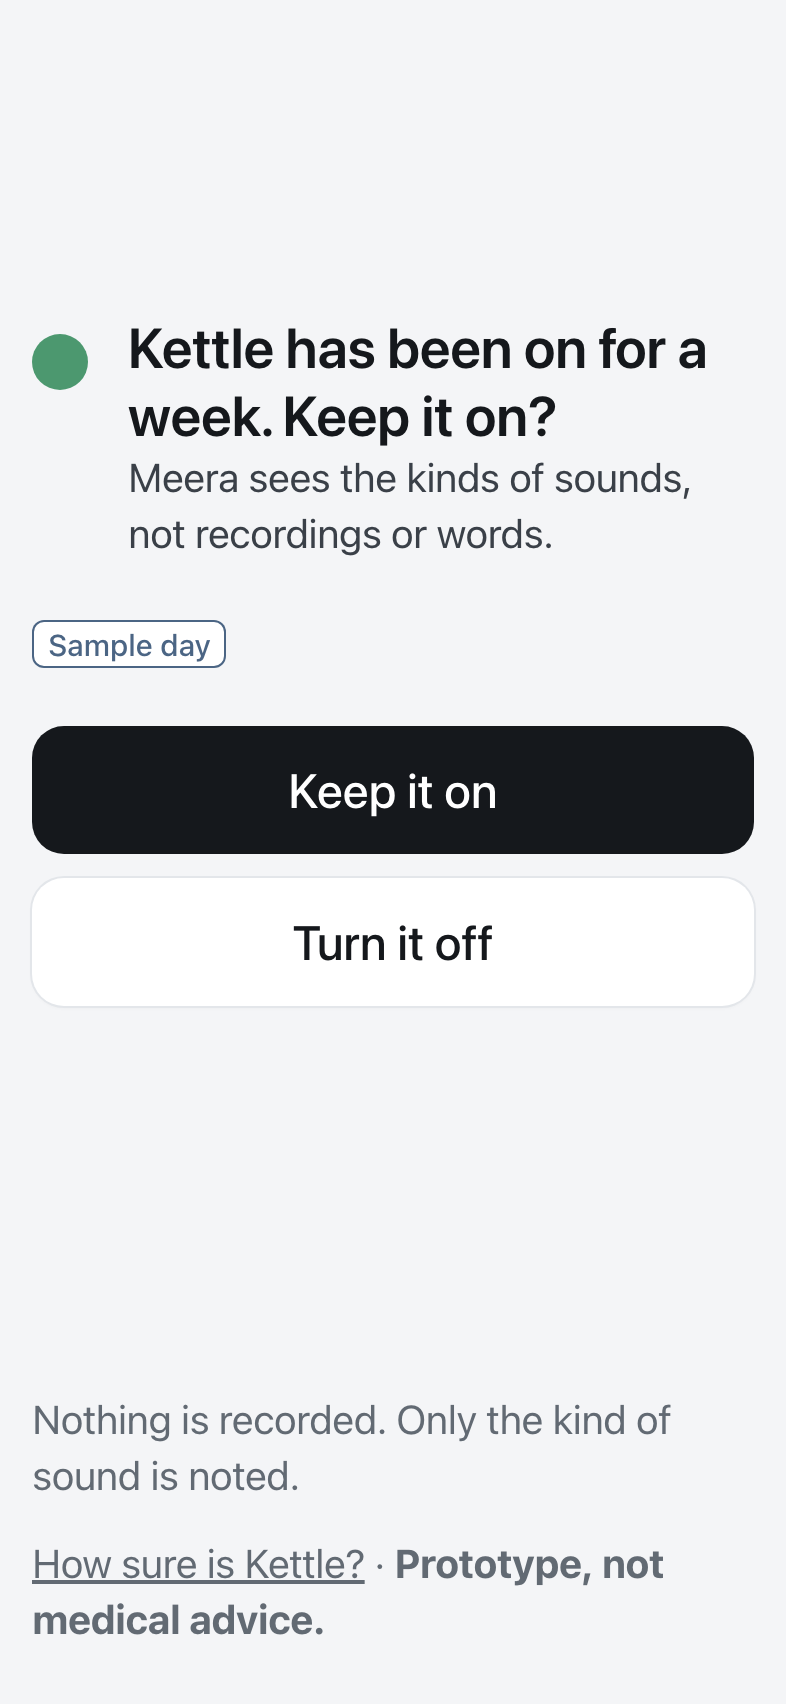 Kettle has been on for a
week. Keep it on?
Meera sees the kinds of sounds,
not recordings or words.
Sample day
Keep it on
Turn it off
Nothing is recorded. Only the kind of
sound is noted.
How sure is Kettle? · Prototype, not
medical advice.